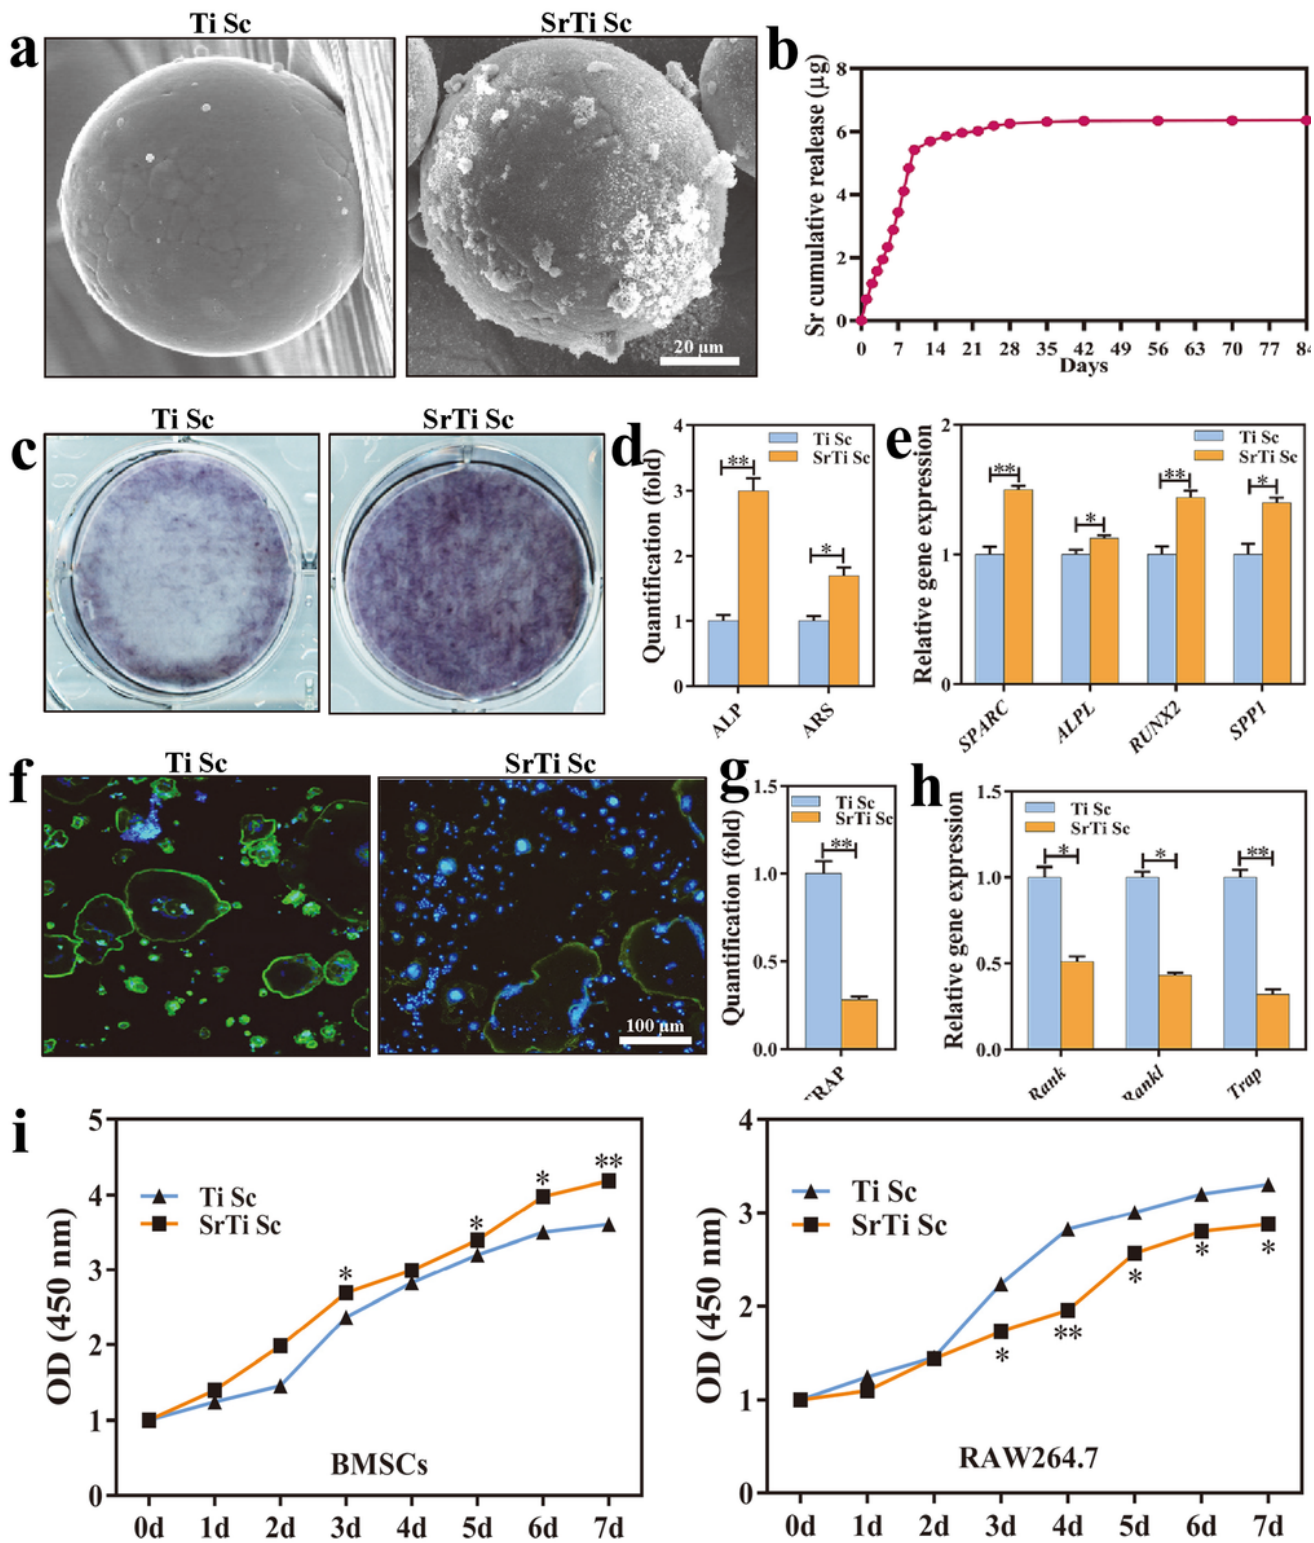 a
Ti Sc
SrTi Sc
20 μm
b
Sr cumulative realease (μg)
8
6
4
2
0
0 7 14 21 28 35 42 49 56 63 70 77 84
Days
c
Ti Sc
SrTi Sc
d
Quantification (fold)
4
3
2
1
0
Ti Sc
SrTi Sc
**
*
ALP
ARS
e
Relative gene expression
2
1
0
Ti Sc
SrTi Sc
**
*
**
*
SPARC
ALPL
RUNX2
SPP1
f
Ti Sc
SrTi Sc
100 μm
g
Quantification (fold)
1.5
1.0
0.5
0.0
Ti Sc
SrTi Sc
**
TRAP
h
Relative gene expression
1.5
1.0
0.5
0.0
Ti Sc
SrTi Sc
*
*
**
Rank
Rankl
Trap
i
OD (450 nm)
5
4
3
2
1
0
Ti Sc
SrTi Sc
*
*
*
**
BMSCs
0d 1d 2d 3d 4d 5d 6d 7d
OD (450 nm)
4
3
2
1
0
Ti Sc
SrTi Sc
*
**
*
*
*
RAW264.7
0d 1d 2d 3d 4d 5d 6d 7d